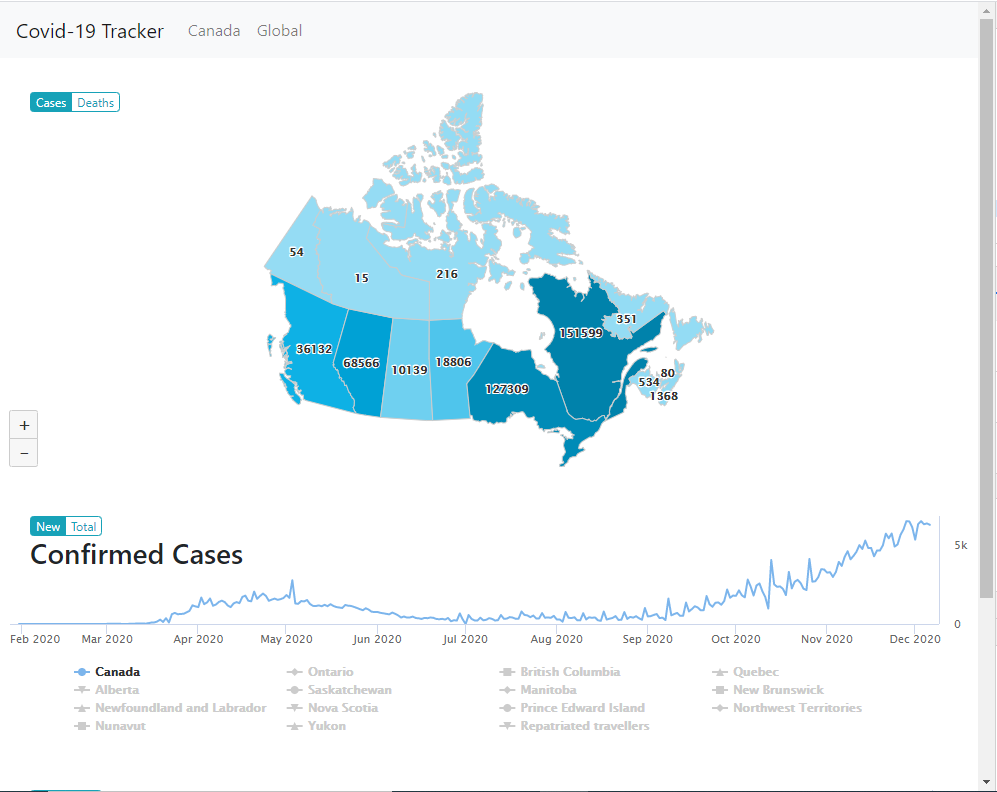 Covid-19 Tracker Canada Global
Cases Deaths
54
15
216
351
151599
36132
68566
10139
18806
80
534
127309
1368
+
−
New Total
Confirmed Cases
5k
0
Feb 2020 Mar 2020 Apr 2020 May 2020 Jun 2020 Jul 2020 Aug 2020 Sep 2020 Oct 2020 Nov 2020 Dec 2020
Canada Ontario British Columbia Quebec
Alberta Saskatchewan Manitoba New Brunswick
Newfoundland and Labrador Nova Scotia Prince Edward Island Northwest Territories
Nunavut Yukon Repatriated travellers